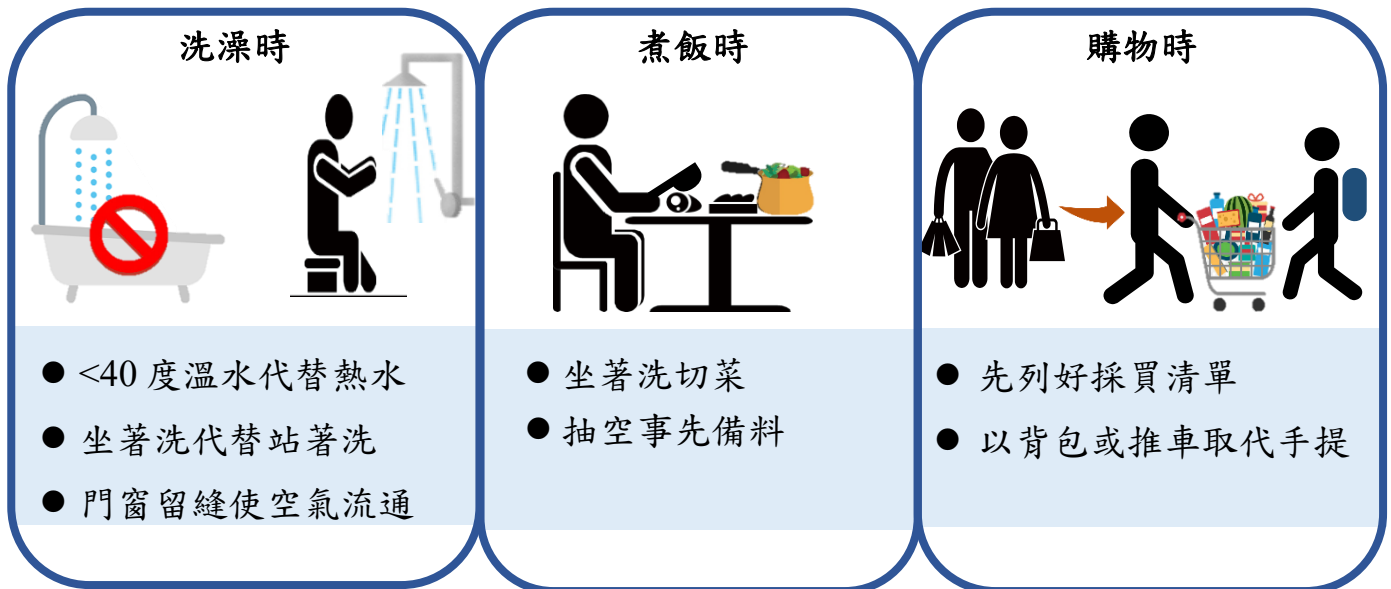 洗澡時
● <40 度溫水代替熱水
● 坐著洗代替站著洗
● 門窗留縫使空氣流通
煮飯時
● 坐著洗切菜
● 抽空事先備料
購物時
● 先列好採買清單
● 以背包或推車取代手提